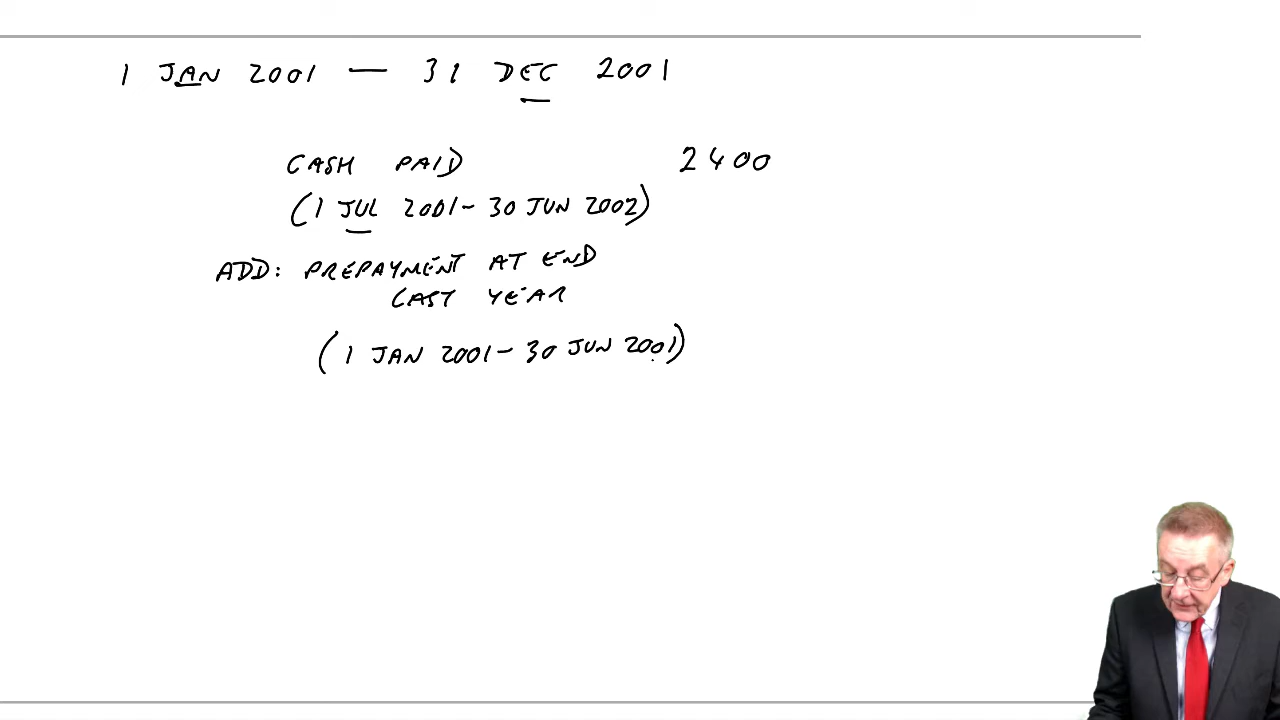 1 JAN 2001 — 31 DEC 2001
CASH PAID 2400
(1 JUL 2001 - 30 JUN 2002)
ADD: PREPAYMENT AT END
LAST YEAR
(1 JAN 2001 - 30 JUN 2001)